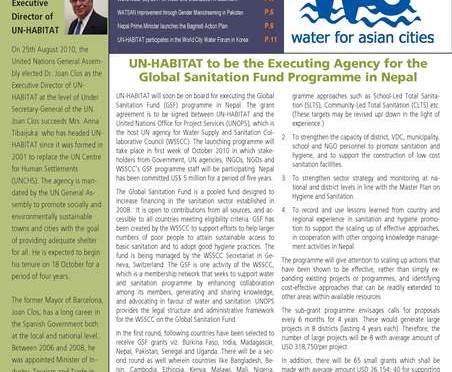 Executive
Director of
UN-HABITAT
On 25th August 2010, the
United Nations General Assem-
bly elected Dr. Joan Clos as the
Executive Director of UN-
HABITAT at the level of Under
Secretary-General of the UN.
Joan Clos succeeds Mrs. Anna
Tibaijuka who has headed UN-
HABITAT since it was formed in
2001 to replace the UN Centre
for Human Settlements
(UNCHS). The agency is man-
dated by the UN General As-
sembly to promote socially and
environmentally sustainable
towns and cities with the goal
of providing adequate shelter
for all. He is expected to begin
his tenure on 18 October for a
period of four years.
The former Mayor of Barcelona,
Joan Clos, has a long career in
the Spanish Government both
at the local and national level.
Between 2006 and 2008, he
was appointed Minister of In-
WATSAN Improvement through Gender Mainstreaming in Pakistan P.5
Nepal Prime Minister launches the Bagmati Action Plan P.6
UN-HABITAT participates in the World City Water Forum in Korea P.11
water for asian cities
UN-HABITAT to be the Executing Agency for the
Global Sanitation Fund Programme in Nepal
UN-HABITAT will soon be on board for executing the Global
Sanitation Fund (GSF) programme in Nepal. The grant
agreement is to be signed between UN-HABITAT and the
United Nations Office for Project Services (UNOPS), which is
the host UN agency for Water Supply and Sanitation Col-
laborative Council (WSSCC). The launching programme will
take place in first week of October 2010 in which stake-
holders from Government, UN agencies, INGOs, NGOs and
WSSCC's GSF programme staff will be participating. Nepal
has been committed US$ 5 million for a period of five years.
The Global Sanitation Fund is a pooled fund designed to
increase financing in the sanitation sector established in
2008. It is open to contributions from all sources, and ac-
cessible to all countries meeting eligibility criteria. GSF has
been created by the WSSCC to support efforts to help larger
numbers of poor people to attain sustainable access to
basic sanitation and to adopt good hygiene practices. The
fund is being managed by the WSSCC Secretariat in Gene-
va, Switzerland. The GSF is one activity of the WSSCC,
which is a membership network that seeks to support water
and sanitation programme by enhancing collaboration
among its members, generating and sharing knowledge,
and advocating in favour of water and sanitation. UNOPS
provides the legal structure and administrative framework
for the WSSCC on the Global Sanitation Fund.
In the first round, following countries have been selected to
receive GSF grants viz. Burkina Faso, India, Madagascar,
Nepal, Pakistan, Senegal and Uganda. There will be a se-
cond round as well wherein countries like Bangladesh, Be-
nin, Cambodia, Ethiopia, Kenya, Malawi, Mali, Nigeria,
grammme approaches such as School-Led Total Sanita-
tion (SLTS), Community-Led Total Sanitation (CLTS) etc.
(These targets may be revised up/ down in the light of
experience )
2 To strengthen the capacity of district, VDC, municipality,
school and NGO personnel to promote sanitation and
hygiene, and to support the construction of low cost
sanitation facilities.
3 To strengthen sector strategy and monitoring at na-
tional and district levels in line with the Master Plan on
Hygiene and Sanitation
4 To record and use lessons learned from country and
regional experience in sanitation and hygiene promo-
tion to support the scaling up of effective approaches,
in cooperation with other ongoing knowledge manage-
ment activities in Nepal
The programme will give attention to scaling up actions that
have been shown to be effective, rather than simply ex-
panding existing projects or programmes, and identifying
cost-effective approaches that can be readily extended to
other areas within available resources
The sub-grant programme envisages calls for proposals
every 6 months for 4 years. These would generate large
projects in 8 districts (lasting 4 years each). Therefore, the
number of large projects will be 8 with average amount of
USD 318,750/per project
In addition, there will be 65 small grants which shall be
made with average amount USD 26,154; 40 for supporting